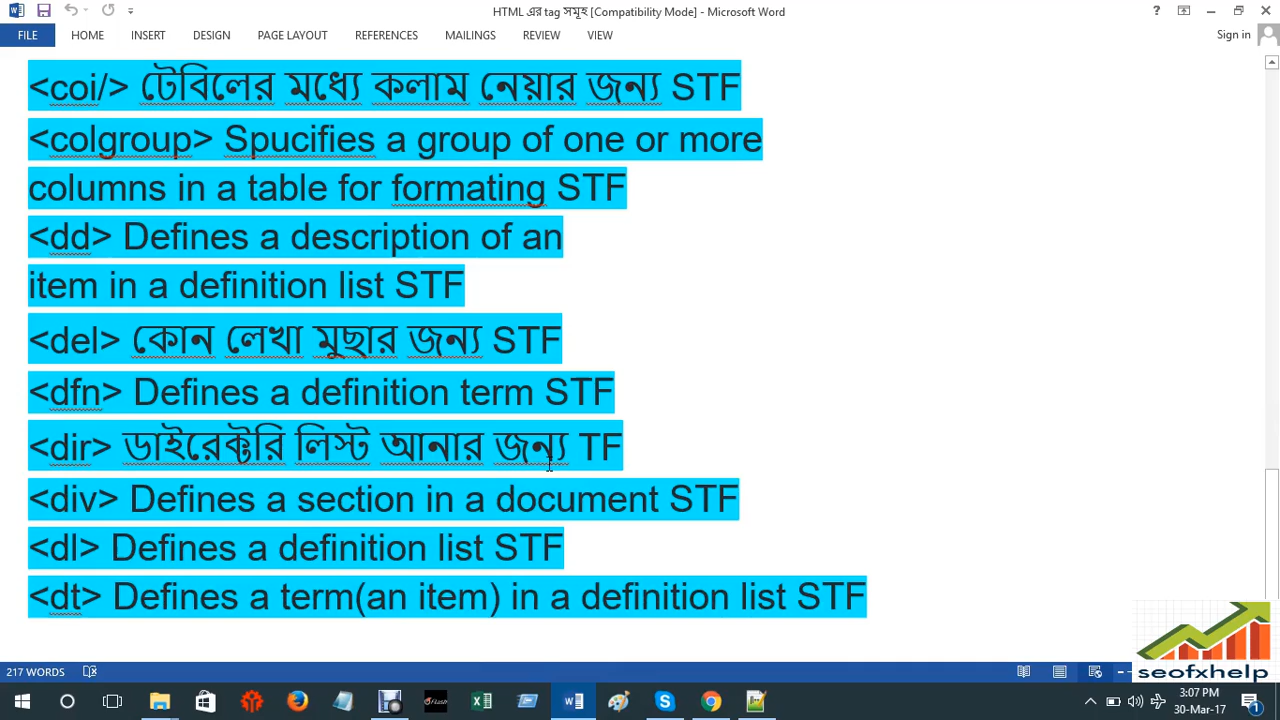 HTML এর tag সমূহ [Compatibility Mode] - Microsoft Word
FILE HOME INSERT DESIGN PAGE LAYOUT REFERENCES MAILINGS REVIEW VIEW Sign in
<coi/> টেবিলের মধ্যে কলাম নেয়ার জন্য STF
<colgroup> Spucifies a group of one or more
columns in a table for formating STF
<dd> Defines a description of an
item in a definition list STF
<del> কোন লেখা মুছার জন্য STF
<dfn> Defines a definition term STF
<dir> ডাইরেক্টরি লিস্ট আনার জন্য TF
<div> Defines a section in a document STF
<dl> Defines a definition list STF
<dt> Defines a term(an item) in a definition list STF
seofxhelp
217 WORDS
3:07 PM
30-Mar-17